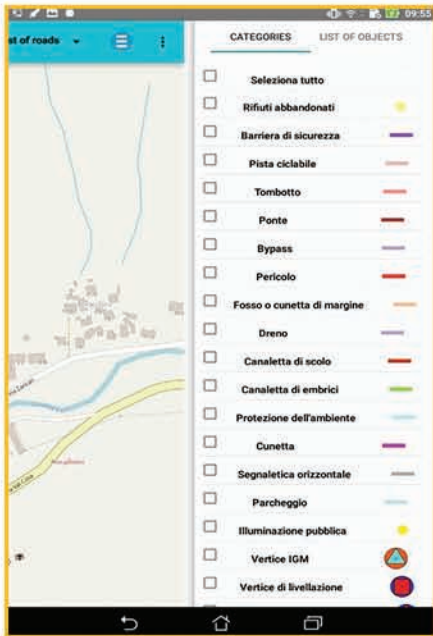 09:55
st of roads
CATEGORIES LIST OF OBJECTS
Seleziona tutto
Rifiuti abbandonati
Barriera di sicurezza
Pista ciclabile
Tombotto
Ponte
Bypass
Pericolo
Fosso o cunetta di margine
Dreno
Canaletta di scolo
Canaletta di embrici
Protezione dell'ambiente
Cunetta
Segnaletica orizzontale
Parcheggio
Illuminazione pubblica
Vertice IGM
Vertice di livellazione